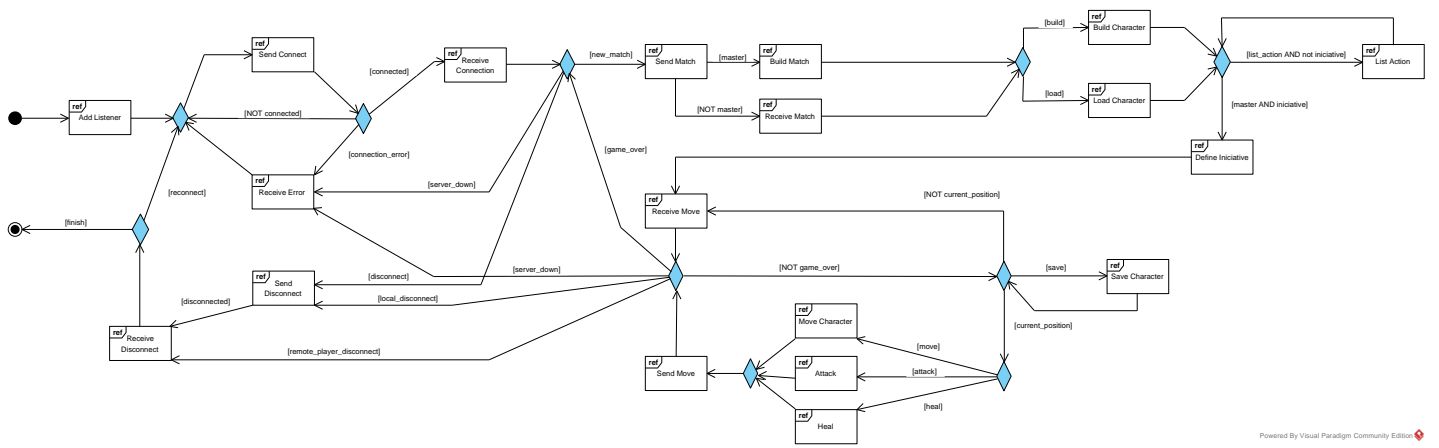 ref
Build Character
[build]
ref
Send Connect
ref
Receive
Connection
[new_match]
ref
Send Match
[master]
ref
Build Match
[list_action AND not iniciative]
ref
List Action
[connected]
ref
Add Listener
[NOT connected]
[NOT master]
ref
Receive Match
[load]
ref
Load Character
[master AND iniciative]
[connection_error]
[game_over]
ref
Define Iniciative
ref
Receive Error
[server_down]
[reconnect]
ref
Receive Move
[NOT current_position]
[finish]
[server_down]
[NOT game_over]
[save]
ref
Save Character
ref
Send
Disconnect
[disconnect]
[disconnected]
[local_disconnect]
ref
Move Character
[current_position]
ref
Receive
Disconnect
[remote_player_disconnect]
[move]
ref
Send Move
ref
Attack
[attack]
ref
Heal
[heal]
Powered By Visual Paradigm Community Edition